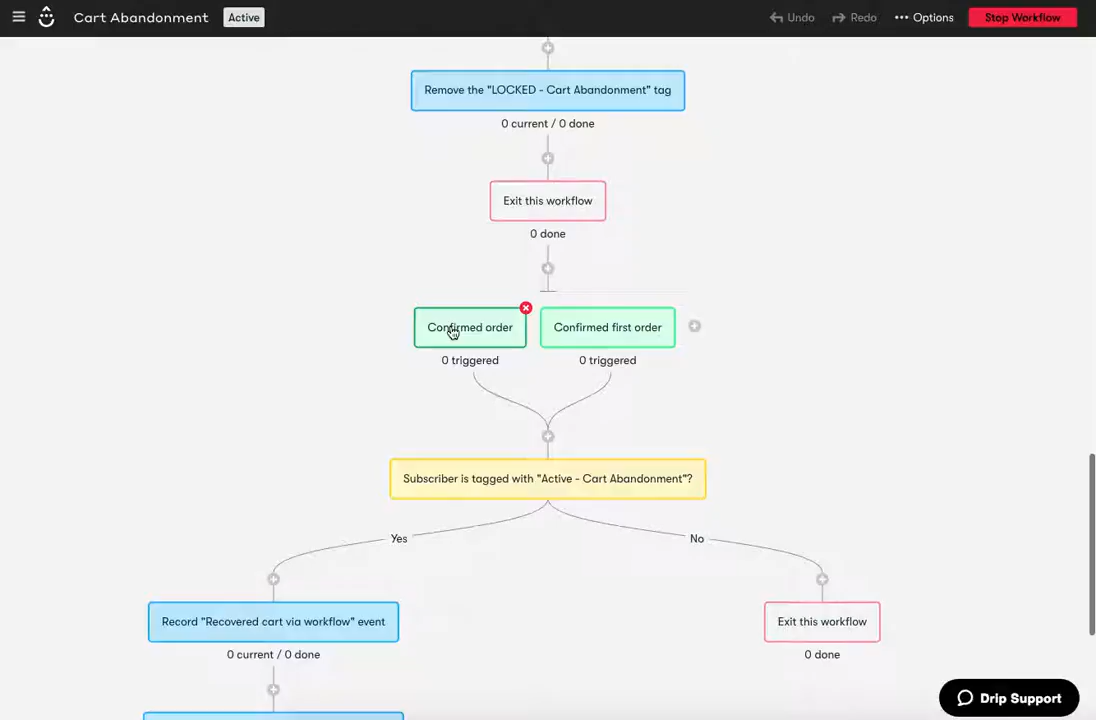 Cart Abandonment
Active
Undo
Redo
Options
Stop Workflow
Remove the "LOCKED - Cart Abandonment" tag
0 current / 0 done
Exit this workflow
0 done
Confirmed order
Confirmed first order
0 triggered
0 triggered
Subscriber is tagged with "Active - Cart Abandonment"?
Yes
No
Record "Recovered cart via workflow" event
Exit this workflow
0 current / 0 done
0 done
Drip Support